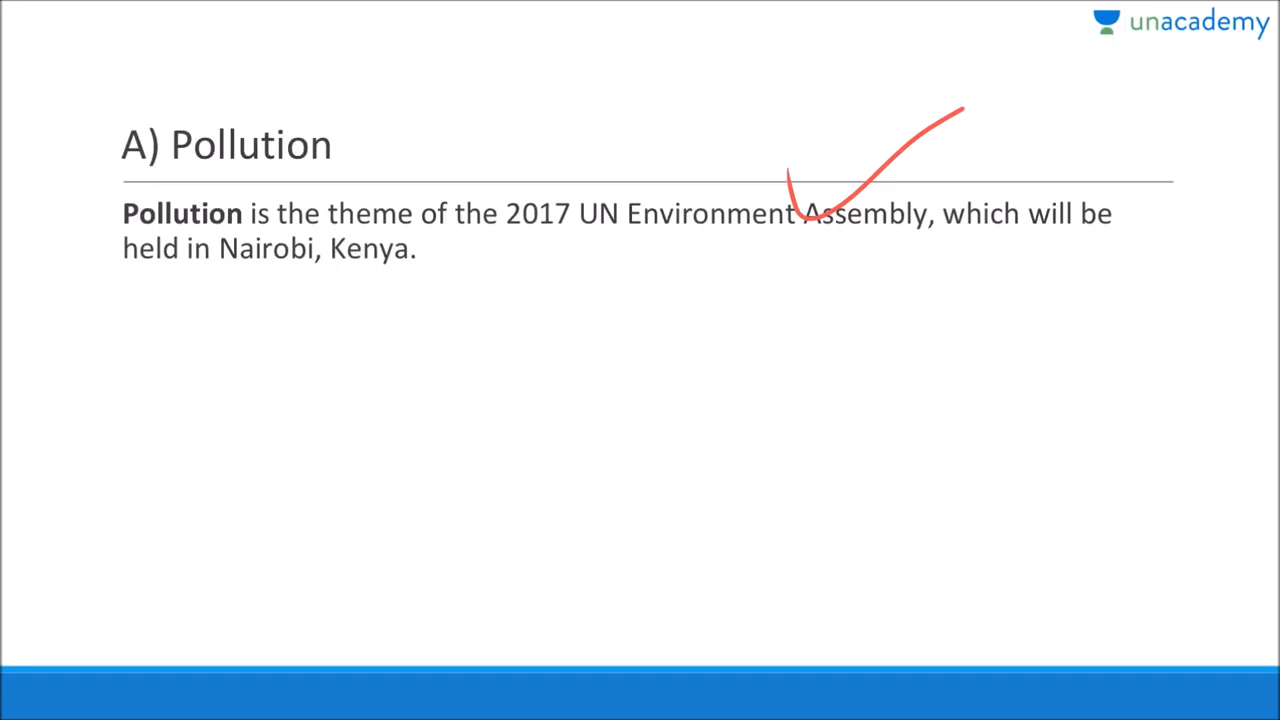 unacademy
A) Pollution
Pollution is the theme of the 2017 UN Environment Assembly, which will be
held in Nairobi, Kenya.